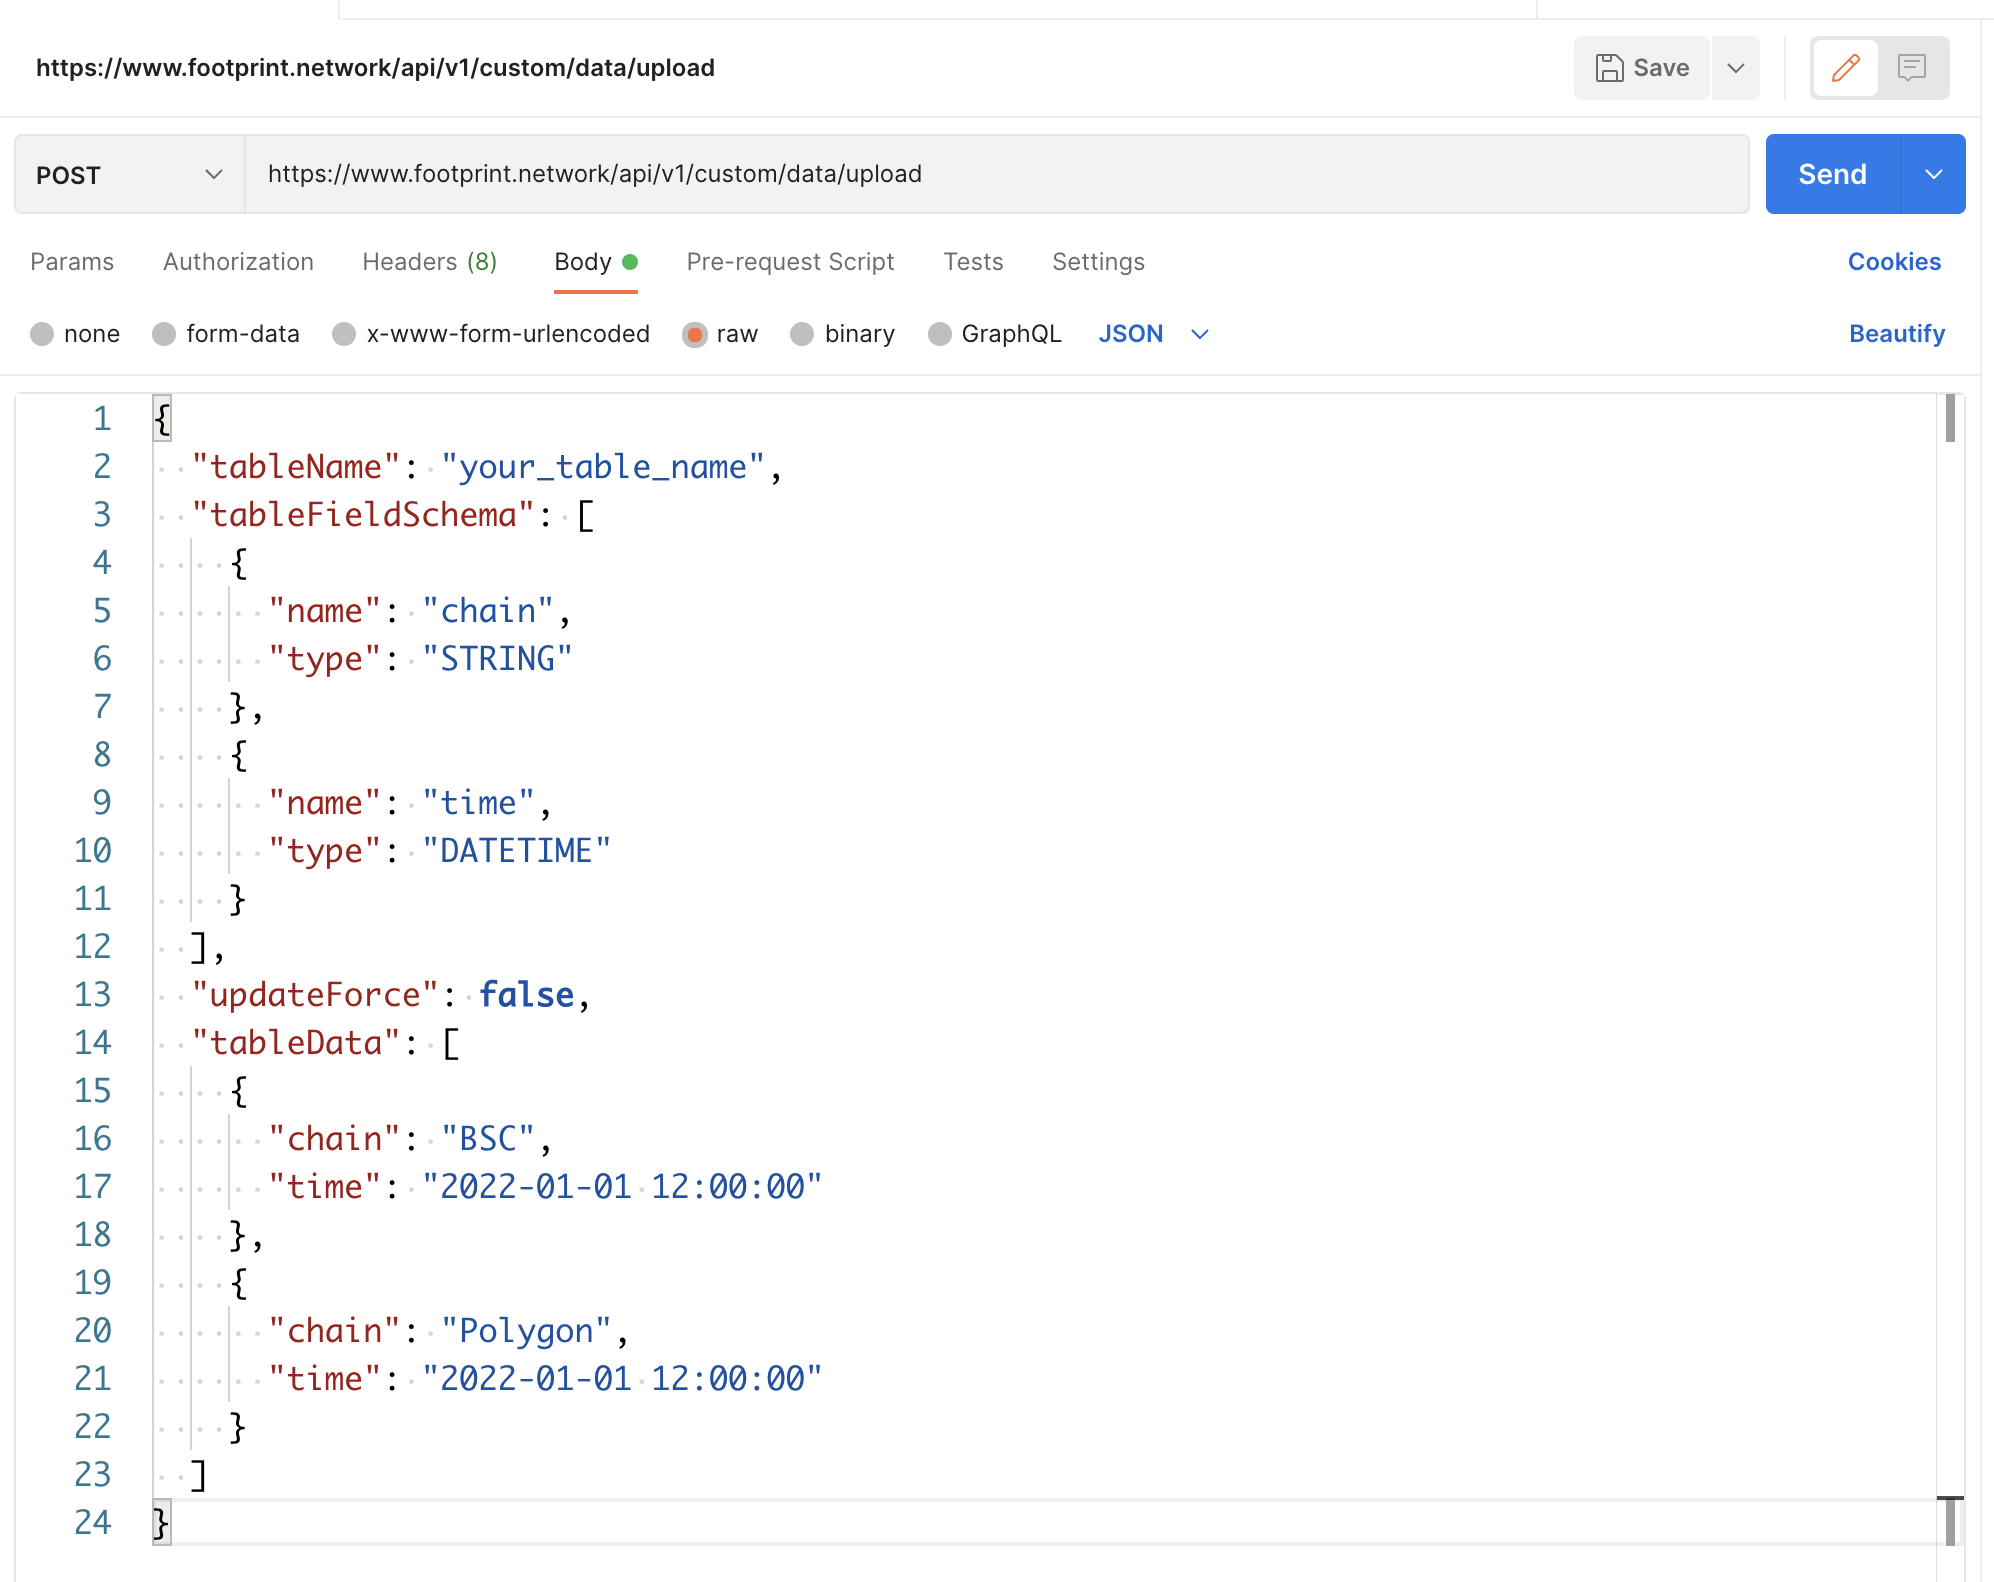 https://www.footprint.network/api/v1/custom/data/upload
Save
POST
https://www.footprint.network/api/v1/custom/data/upload
Send
Params Authorization Headers (8) Body Pre-request Script Tests Settings Cookies
none form-data x-www-form-urlencoded raw binary GraphQL JSON Beautify
1 {
2 "tableName": "your_table_name",
3 "tableFieldSchema": [
4 {
5 "name": "chain",
6 "type": "STRING"
7 },
8 {
9 "name": "time",
10 "type": "DATETIME"
11 }
12 ],
13 "updateForce": false,
14 "tableData": [
15 {
16 "chain": "BSC",
17 "time": "2022-01-01 12:00:00"
18 },
19 {
20 "chain": "Polygon",
21 "time": "2022-01-01 12:00:00"
22 }
23 ]
24 }